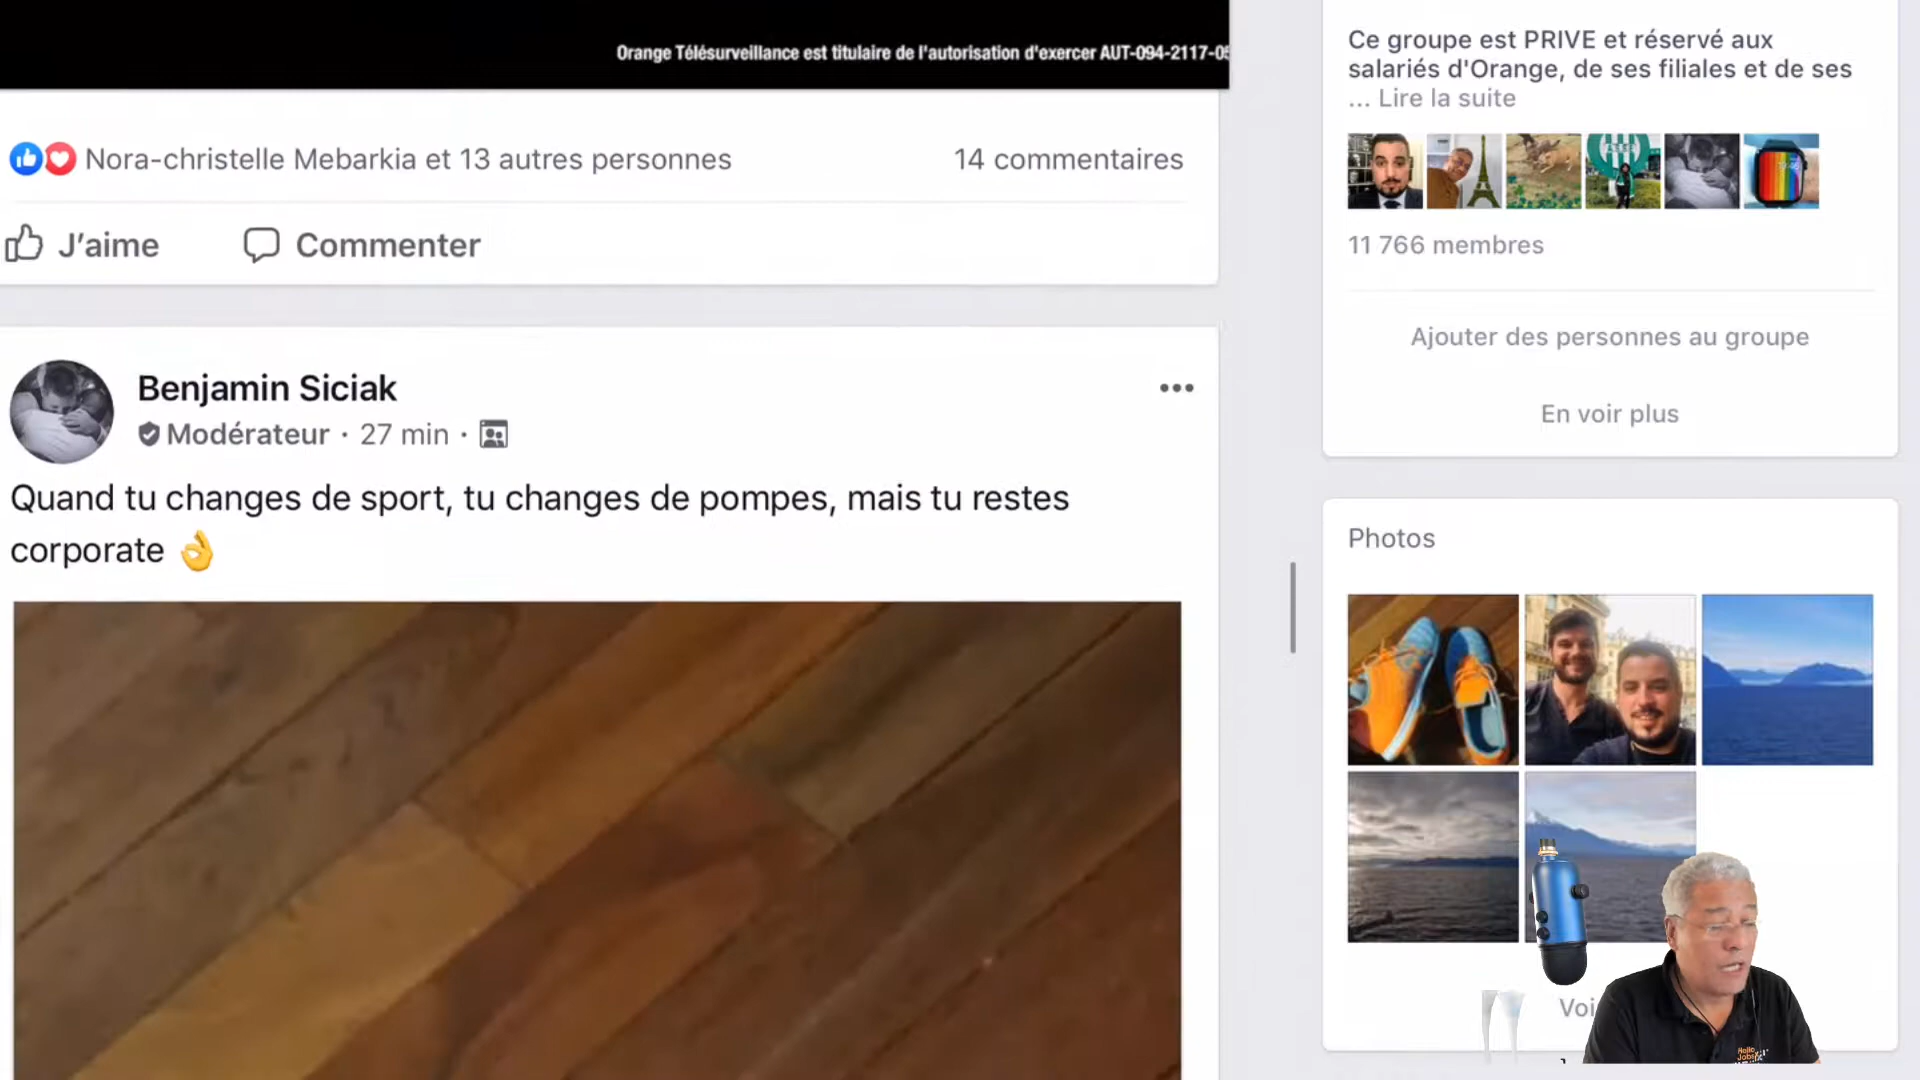 Orange Télésurveillance est titulaire de l'autorisation d'exercer AUT-094-2117-05
Nora-christelle Mebarkia et 13 autres personnes
14 commentaires
J'aime
Commenter
Benjamin Siciak
Modérateur · 27 min ·
Quand tu changes de sport, tu changes de pompes, mais tu restes
corporate 👌
Ce groupe est PRIVE et réservé aux
salariés d'Orange, de ses filiales et de ses
... Lire la suite
11 766 membres
Ajouter des personnes au groupe
En voir plus
Photos
Hello
Jobs